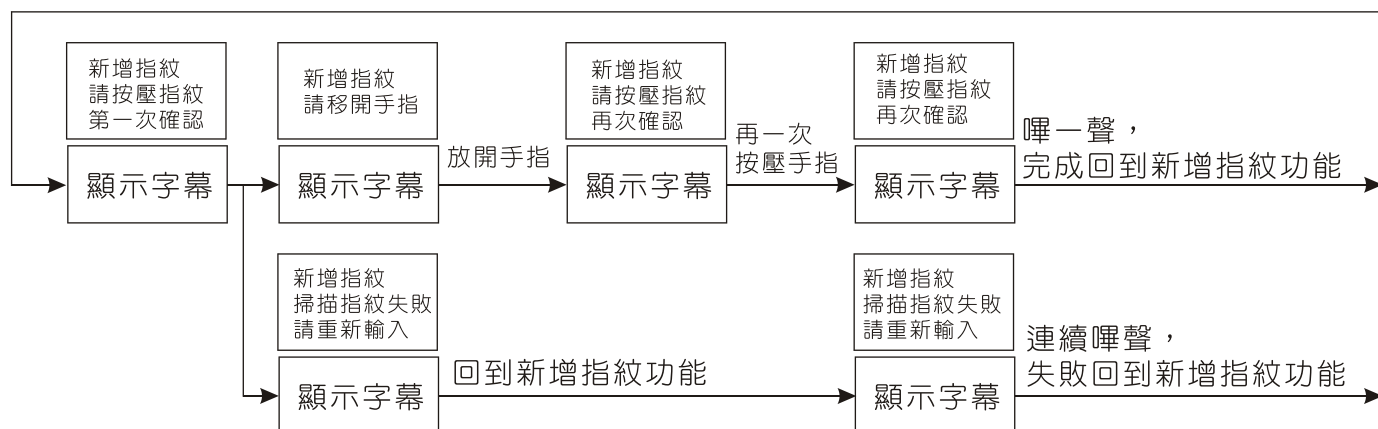 新增指紋
請按壓指紋
第一次確認
顯示字幕
新增指紋
請移開手指
顯示字幕
放開手指
新增指紋
請按壓指紋
再次確認
顯示字幕
再一次
按壓手指
新增指紋
請按壓指紋
再次確認
顯示字幕
嗶一聲，
完成回到新增指紋功能
新增指紋
掃描指紋失敗
請重新輸入
顯示字幕
回到新增指紋功能
新增指紋
掃描指紋失敗
請重新輸入
顯示字幕
連續嗶聲，
失敗回到新增指紋功能